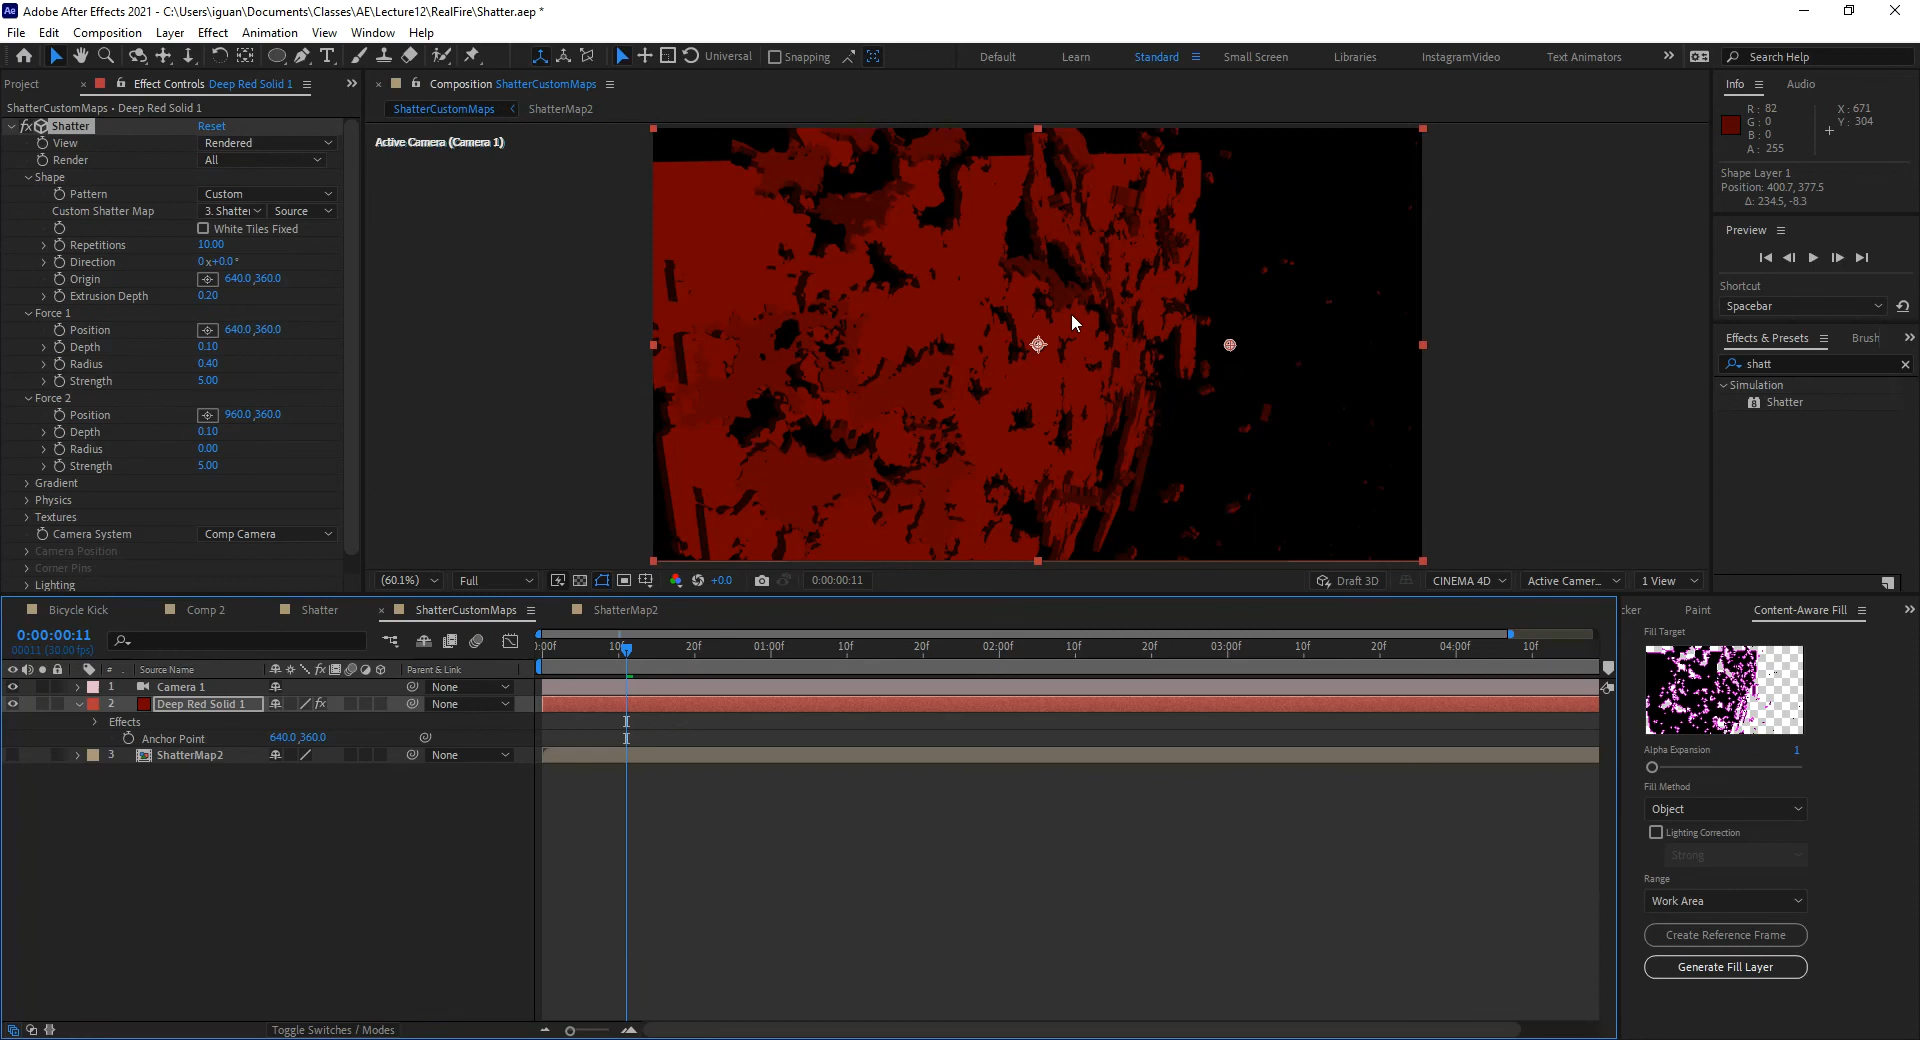 Adobe After Effects 2021 - C:\Users\iguan\Documents\Classes\AE\Lecture12\RealFire\Shatter.aep *
File Edit Composition Layer Effect Animation View Window Help
Universal Snapping Default Learn Standard Small Screen Libraries InstagramVideo Text Animators Search Help
Project Effect Controls Deep Red Solid 1
ShatterCustomMaps • Deep Red Solid 1
fx Shatter Reset
View Rendered
Render All
Shape
Pattern Custom
Custom Shatter Map 3. Shatter Source
White Tiles Fixed
Repetitions 10.00
Direction 0x+0.0°
Origin 640.0,360.0
Extrusion Depth 0.20
Force 1
Position 640.0,360.0
Depth 0.10
Radius 0.40
Strength 5.00
Force 2
Position 960.0,360.0
Depth 0.10
Radius 0.00
Strength 5.00
Gradient
Physics
Textures
Camera System Comp Camera
Camera Position
Corner Pins
Lighting
Composition ShatterCustomMaps
ShatterCustomMaps ShatterMap2
Active Camera (Camera 1)
(60.1%) Full +0.0 0:00:00:11 Draft 3D CINEMA 4D Active Camer... 1 View
Info Audio
R: 82 X: 671
G: 0 Y: 304
B: 0
A: 255
Shape Layer 1
Position: 400.7, 377.5
Δ: 234.5, -8.3
Preview
Shortcut
Spacebar
Effects & Presets Brush
shatt
Simulation
Shatter
Bicycle Kick Comp 2 Shatter ShatterCustomMaps ShatterMap2
0:00:00:11
00011 (30.00 fps)
:00f 10f 20f 01:00f 10f 20f 02:00f 10f 20f 03:00f 10f 20f 04:00f 10f
# Source Name fx Parent & Link
1 Camera 1 None
2 Deep Red Solid 1 fx None
Effects
Anchor Point 640.0,360.0
3 ShatterMap2 None
Toggle Switches / Modes
cker Paint Content-Aware Fill
Fill Target
Alpha Expansion 1
Fill Method
Object
Lighting Correction
Strong
Range
Work Area
Create Reference Frame
Generate Fill Layer